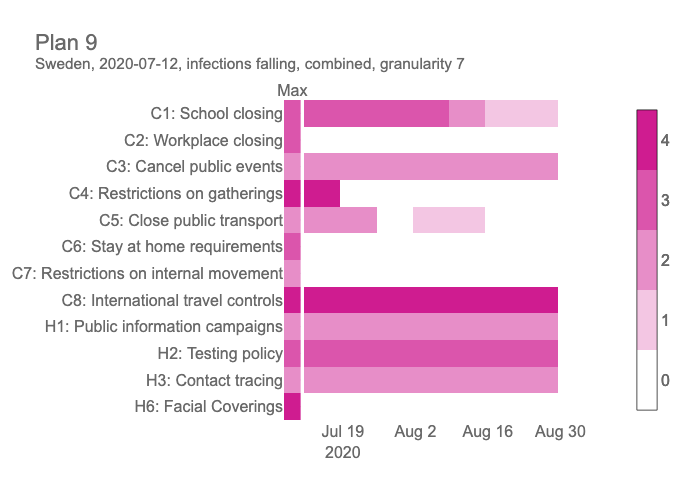 Plan 9
Sweden, 2020-07-12, infections falling, combined, granularity 7
Max
C1: School closing
C2: Workplace closing
C3: Cancel public events
C4: Restrictions on gatherings
C5: Close public transport
C6: Stay at home requirements
C7: Restrictions on internal movement
C8: International travel controls
H1: Public information campaigns
H2: Testing policy
H3: Contact tracing
H6: Facial Coverings
Jul 19 Aug 2 Aug 16 Aug 30
2020
4
3
2
1
0